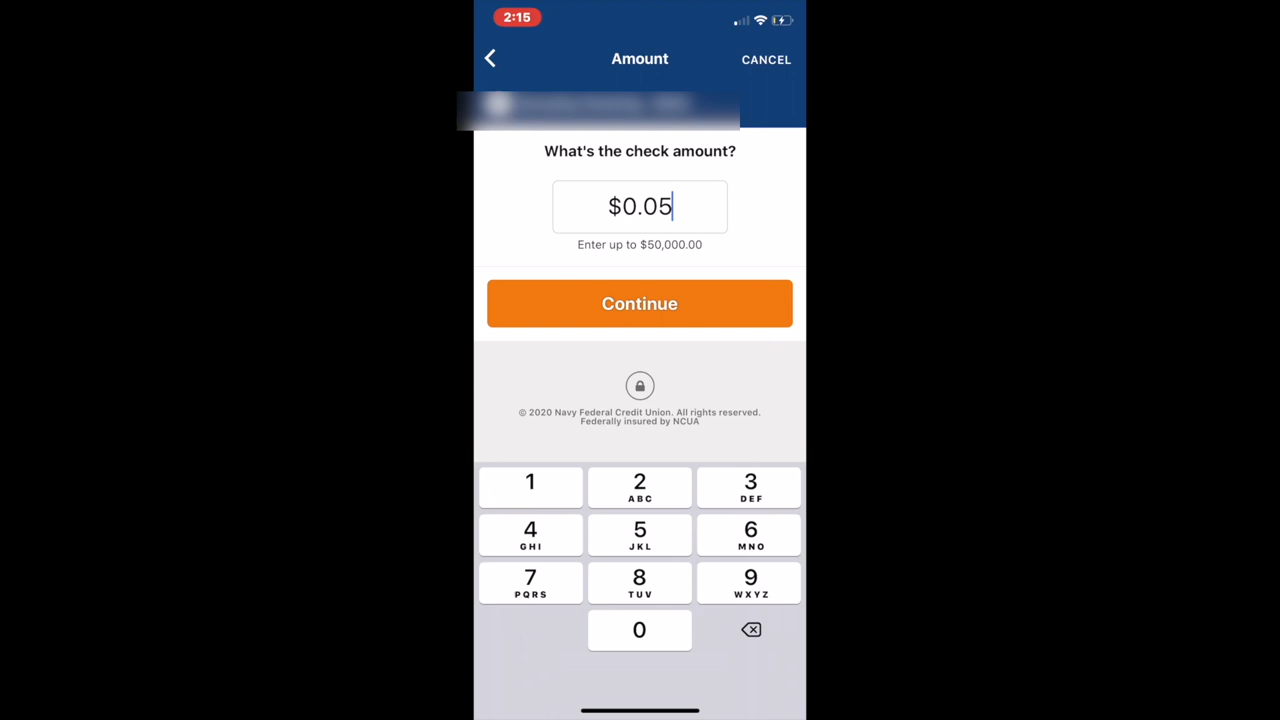 2:15
Amount
CANCEL
What's the check amount?
$0.05
Enter up to $50,000.00
Continue
© 2020 Navy Federal Credit Union. All rights reserved.
Federally insured by NCUA
1
2
ABC
3
DEF
4
GHI
5
JKL
6
MNO
7
PQRS
8
TUV
9
WXYZ
0